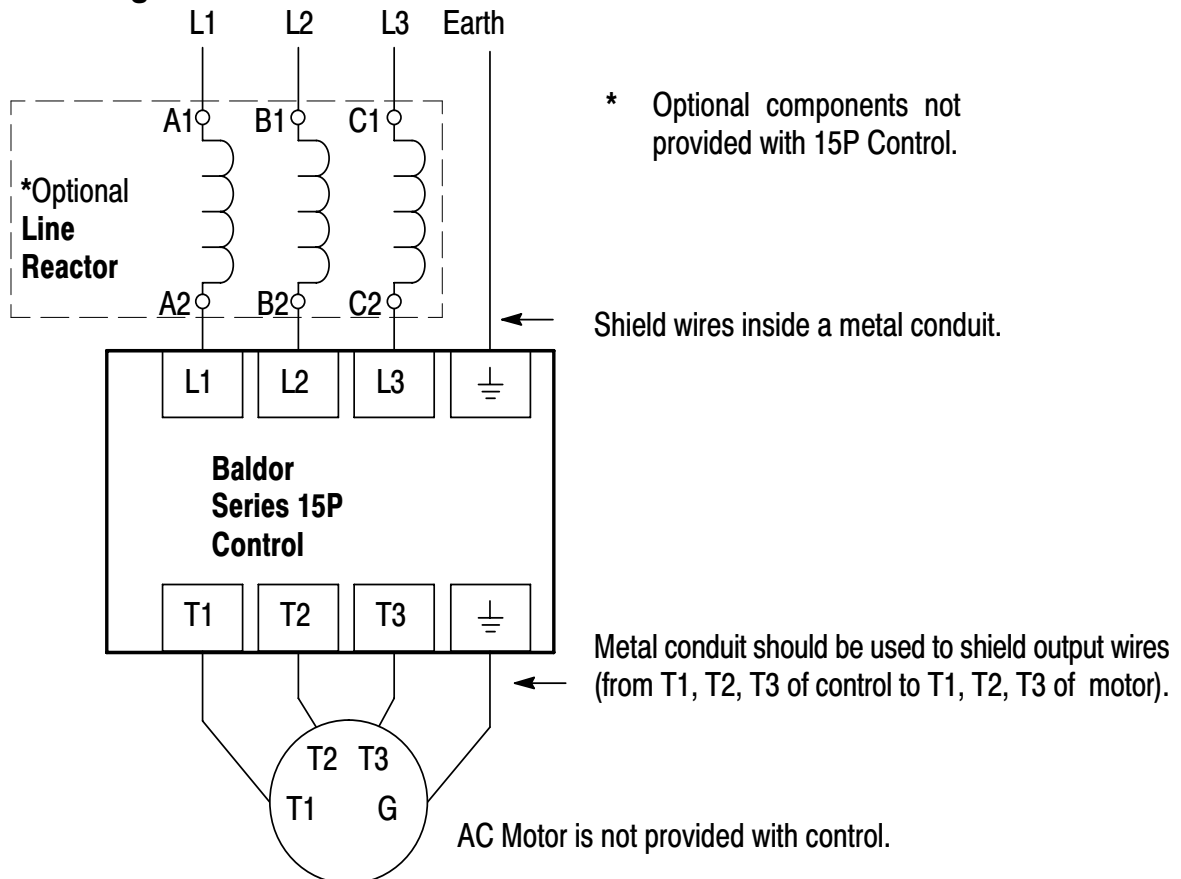 L1 L2 L3 Earth
* Optional components not
provided with 15P Control.
A1 B1 C1
*Optional
Line
Reactor
A2 B2 C2
Shield wires inside a metal conduit.
L1 L2 L3
Baldor
Series 15P
Control
T1 T2 T3
Metal conduit should be used to shield output wires
(from T1, T2, T3 of control to T1, T2, T3 of motor).
T2 T3
T1 G
AC Motor is not provided with control.